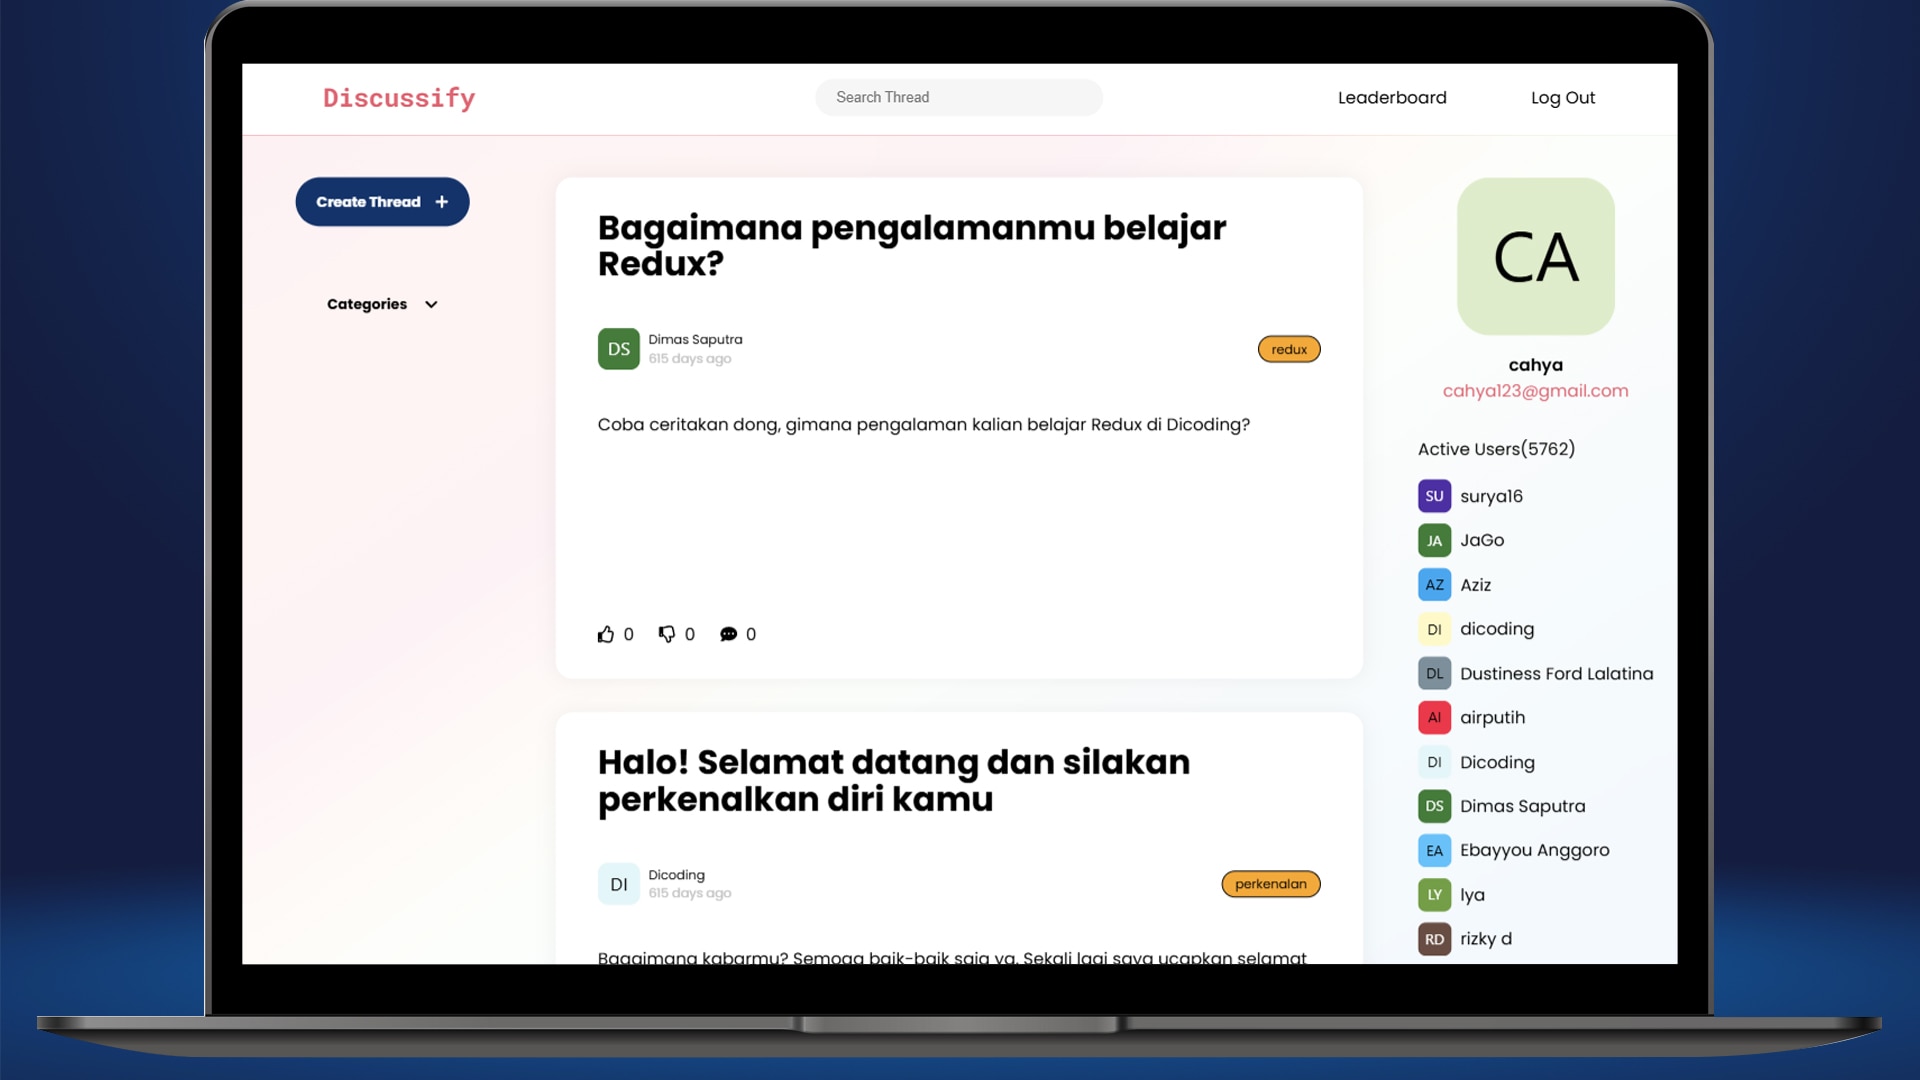 Discussify
Search Thread
Leaderboard
Log Out
Create Thread
Categories
Bagaimana pengalamanmu belajar
Redux?
DS
Dimas Saputra
615 days ago
redux
Coba ceritakan dong, gimana pengalaman kalian belajar Redux di Dicoding?
0 0 0
Halo! Selamat datang dan silakan
perkenalkan diri kamu
DI
Dicoding
615 days ago
perkenalan
Bagaimana kabarmu? Semoga baik-baik saja ya. Sekali lagi saya ucapkan selamat
CA
cahya
cahya123@gmail.com
Active Users(5762)
SU surya16
JA JaGo
AZ Aziz
DI dicoding
DL Dustiness Ford Lalatina
AI airputih
DI Dicoding
DS Dimas Saputra
EA Ebayyou Anggoro
LY lya
RD rizky d